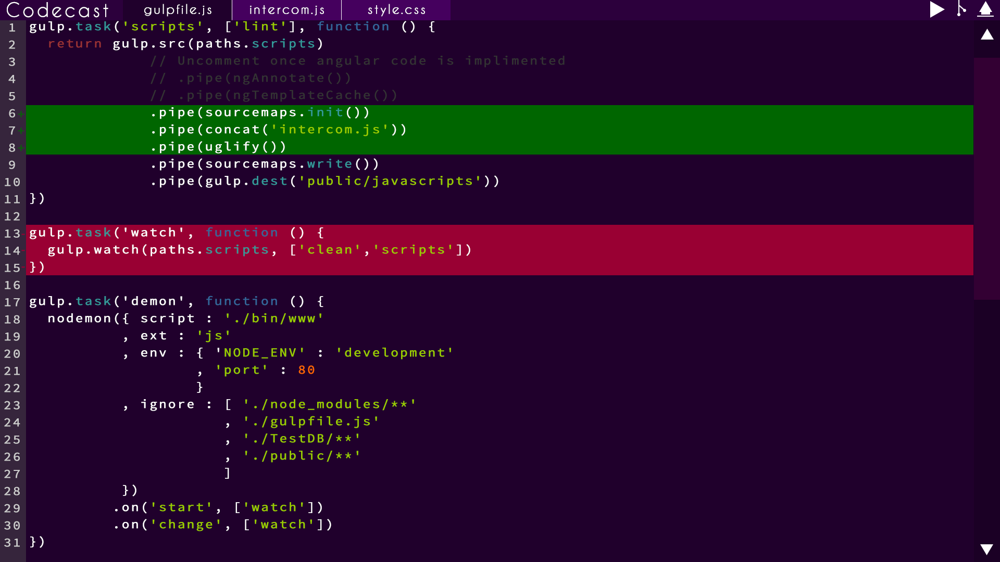 Codecast gulpfile.js intercom.js style.css
1 gulp.task('scripts', ['lint'], function () {
2   return gulp.src(paths.scripts)
3              // Uncomment once angular code is implimented
4              // .pipe(ngAnnotate())
5              // .pipe(ngTemplateCache())
6+             .pipe(sourcemaps.init())
7+             .pipe(concat('intercom.js'))
8+             .pipe(uglify())
9              .pipe(sourcemaps.write())
10             .pipe(gulp.dest('public/javascripts'))
11 })
12
13- gulp.task('watch', function () {
14-   gulp.watch(paths.scripts, ['clean','scripts'])
15- })
16
17 gulp.task('demon', function () {
18   nodemon({ script : './bin/www'
19           , ext : 'js'
20           , env : { 'NODE_ENV' : 'development'
21                   , 'port' : 80
22                   }
23           , ignore : [ './node_modules/**'
24                      , './gulpfile.js'
25                      , './TestDB/**'
26                      , './public/**'
27                      ]
28           })
29          .on('start', ['watch'])
30          .on('change', ['watch'])
31 })